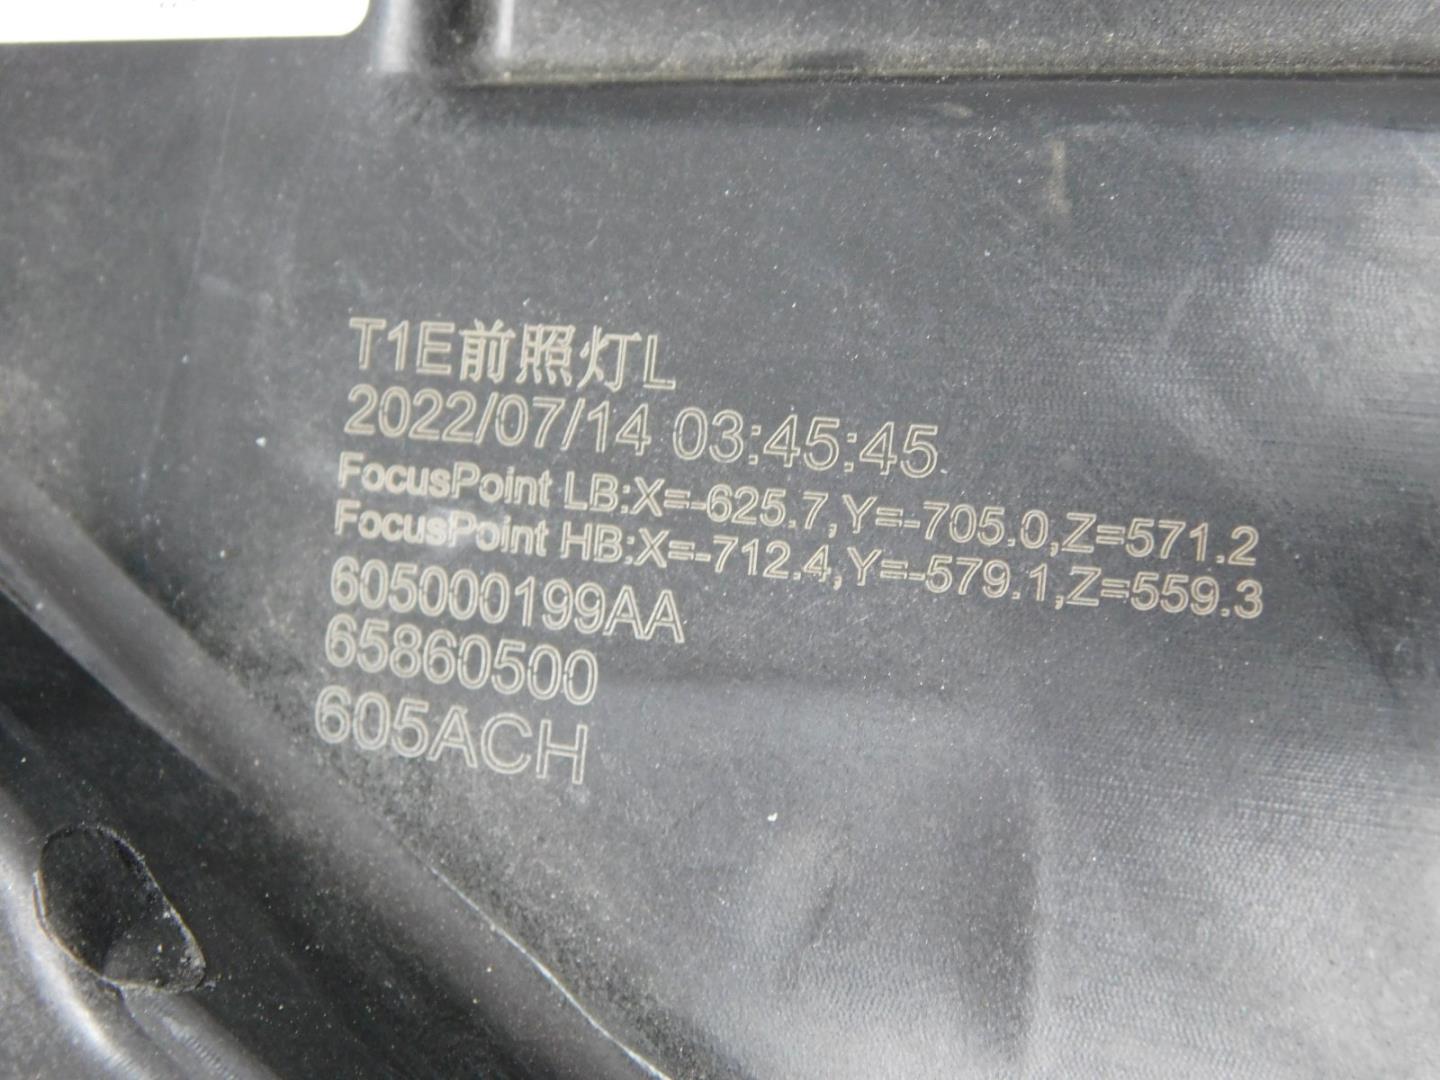 T1E前照灯L
2022/07/14 03:45:45
FocusPoint LB:X=-625.7,Y=-705.0,Z=571.2
FocusPoint HB:X=-712.4,Y=-579.1,Z=559.3
605000199AA
65860500
605ACH